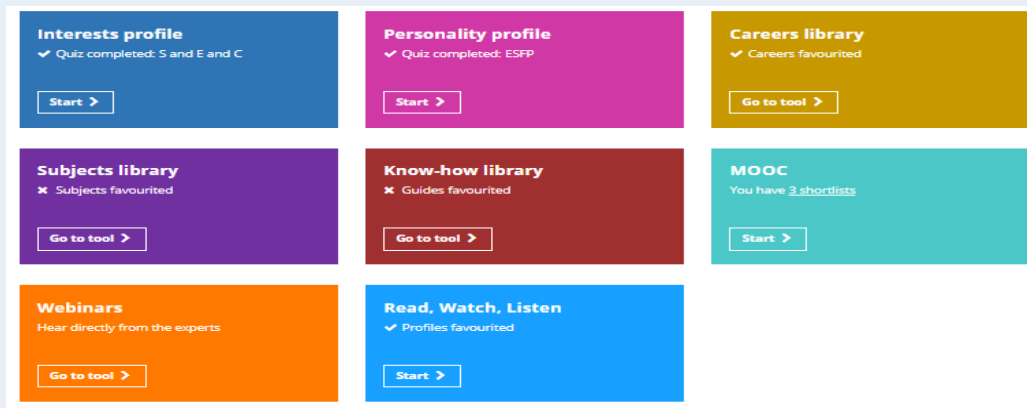 Interests profile
✔ Quiz completed: S and E and C
Start >
Personality profile
✔ Quiz completed: ESFP
Start >
Careers library
✔ Careers favourited
Go to tool >
Subjects library
✖ Subjects favourited
Go to tool >
Know-how library
✖ Guides favourited
Go to tool >
MOOC
You have 3 shortlists
Start >
Webinars
Hear directly from the experts
Go to tool >
Read, Watch, Listen
✔ Profiles favourited
Start >